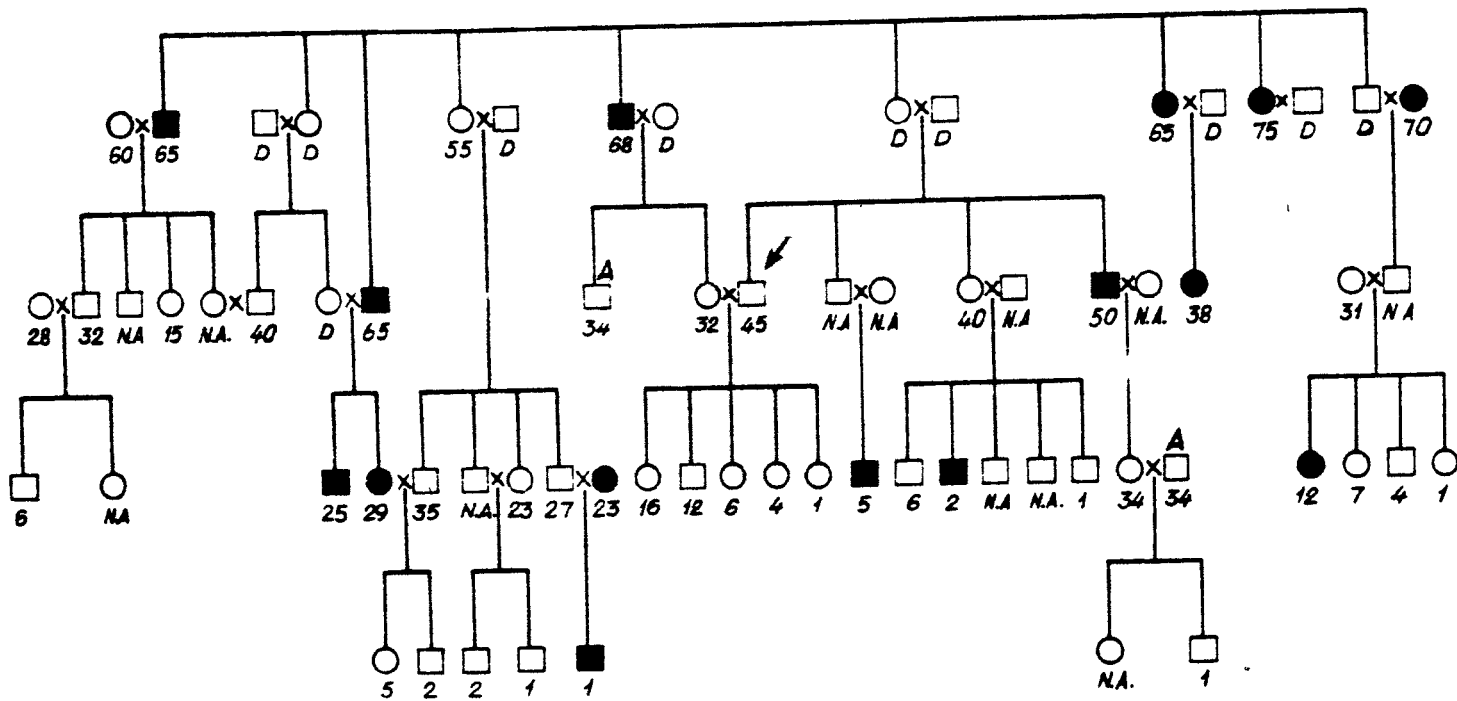 60 65 D D 55 D 68 D D D 65 D 75 D D 70
A
28 32 N.A 15 N.A. 40 D 65 34 32 45 N.A N.A 40 N.A 50 N.A. 38 31 N A
A
6 N.A 25 29 35 N.A. 23 27 23 16 12 6 4 1 5 6 2 N.A N.A. 1 34 34 12 7 4 1
5 2 2 1 1 N.A. 1